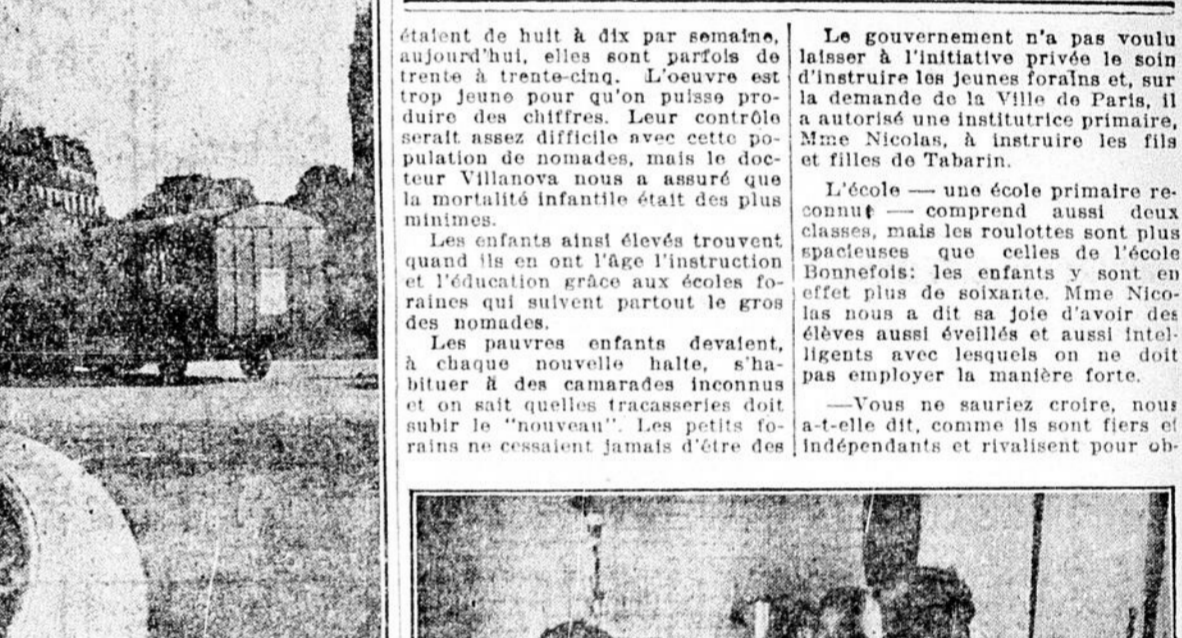 étaient de huit à dix par semaine,
aujourd'hui, elles sont parfois de
trente à trente-cinq. L'oeuvre est
trop jeune pour qu'on puisse pro-
duire des chiffres. Leur contrôle
serait assez difficile avec cette po-
pulation de nomades, mais le doc-
teur Villanova nous a assuré que
la mortalité infantile était des plus
minimes.
Les enfants ainsi élevés trouvent
quand ils en ont l'âge l'instruction
et l'éducation grâce aux écoles fo-
raines qui suivent partout le gros
des nomades.
Les pauvres enfants devaient,
à chaque nouvelle halte, s'ha-
bituer à des camarades inconnus
et on sait quelles tracasseries doit
subir le "nouveau". Les petits fo-
rains ne cessaient jamais d'être des
Le gouvernement n'a pas voulu
laisser à l'initiative privée le soin
d'instruire les jeunes forains et, sur
la demande de la Ville de Paris, il
a autorisé une institutrice primaire,
Mme Nicolas, à instruire les fils
et filles de Tabarin.
L'école — une école primaire re-
connut — comprend aussi deux
classes, mais les roulottes sont plus
spacieuses que celles de l'école
Bonnefois: les enfants y sont en
effet plus de soixante. Mme Nico-
las nous a dit sa joie d'avoir des
élèves aussi éveillés et aussi intel-
ligents avec lesquels on ne doit
pas employer la manière forte.
—Vous ne sauriez croire, nous
a-t-elle dit, comme ils sont fiers et
indépendants et rivalisent pour ob-